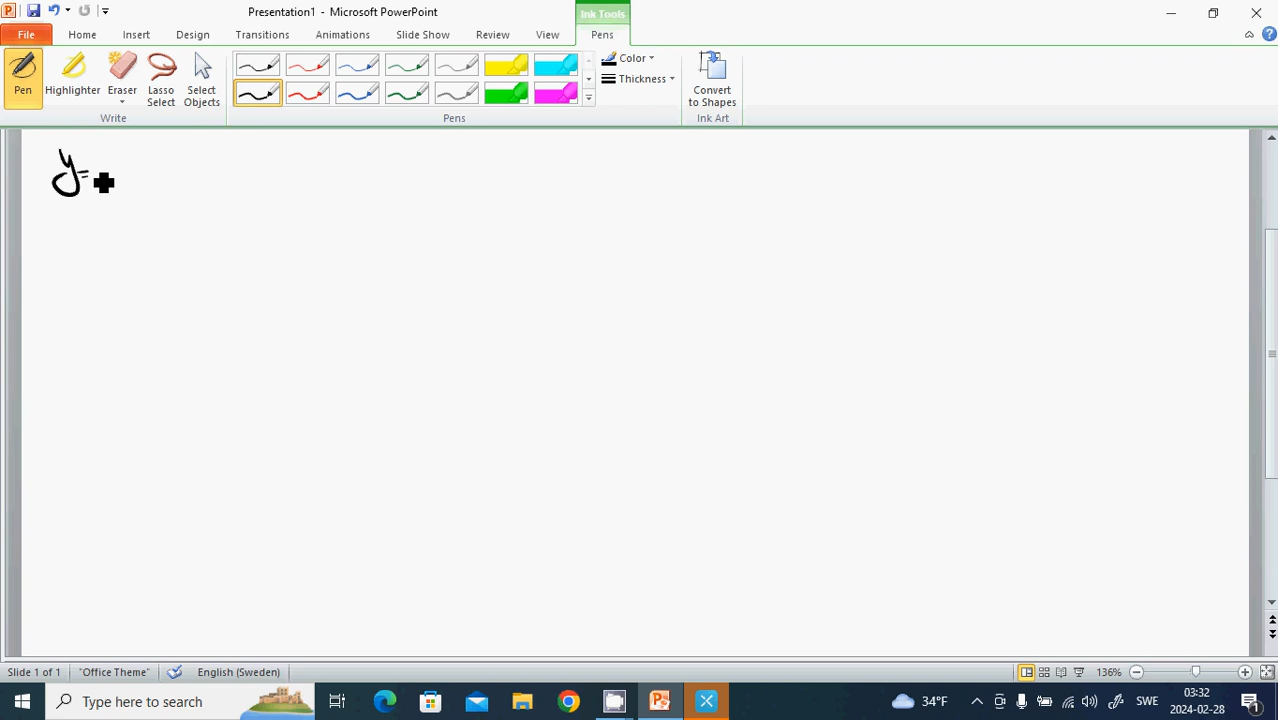 Presentation1 - Microsoft PowerPoint
Ink Tools
File Home Insert Design Transitions Animations Slide Show Review View Pens
Pen Highlighter Eraser Lasso Select Select Objects
Color
Thickness
Convert to Shapes
Write Pens Ink Art
y=
Slide 1 of 1 "Office Theme" English (Sweden) 136%
Type here to search 34°F SWE 03:32 2024-02-28 1